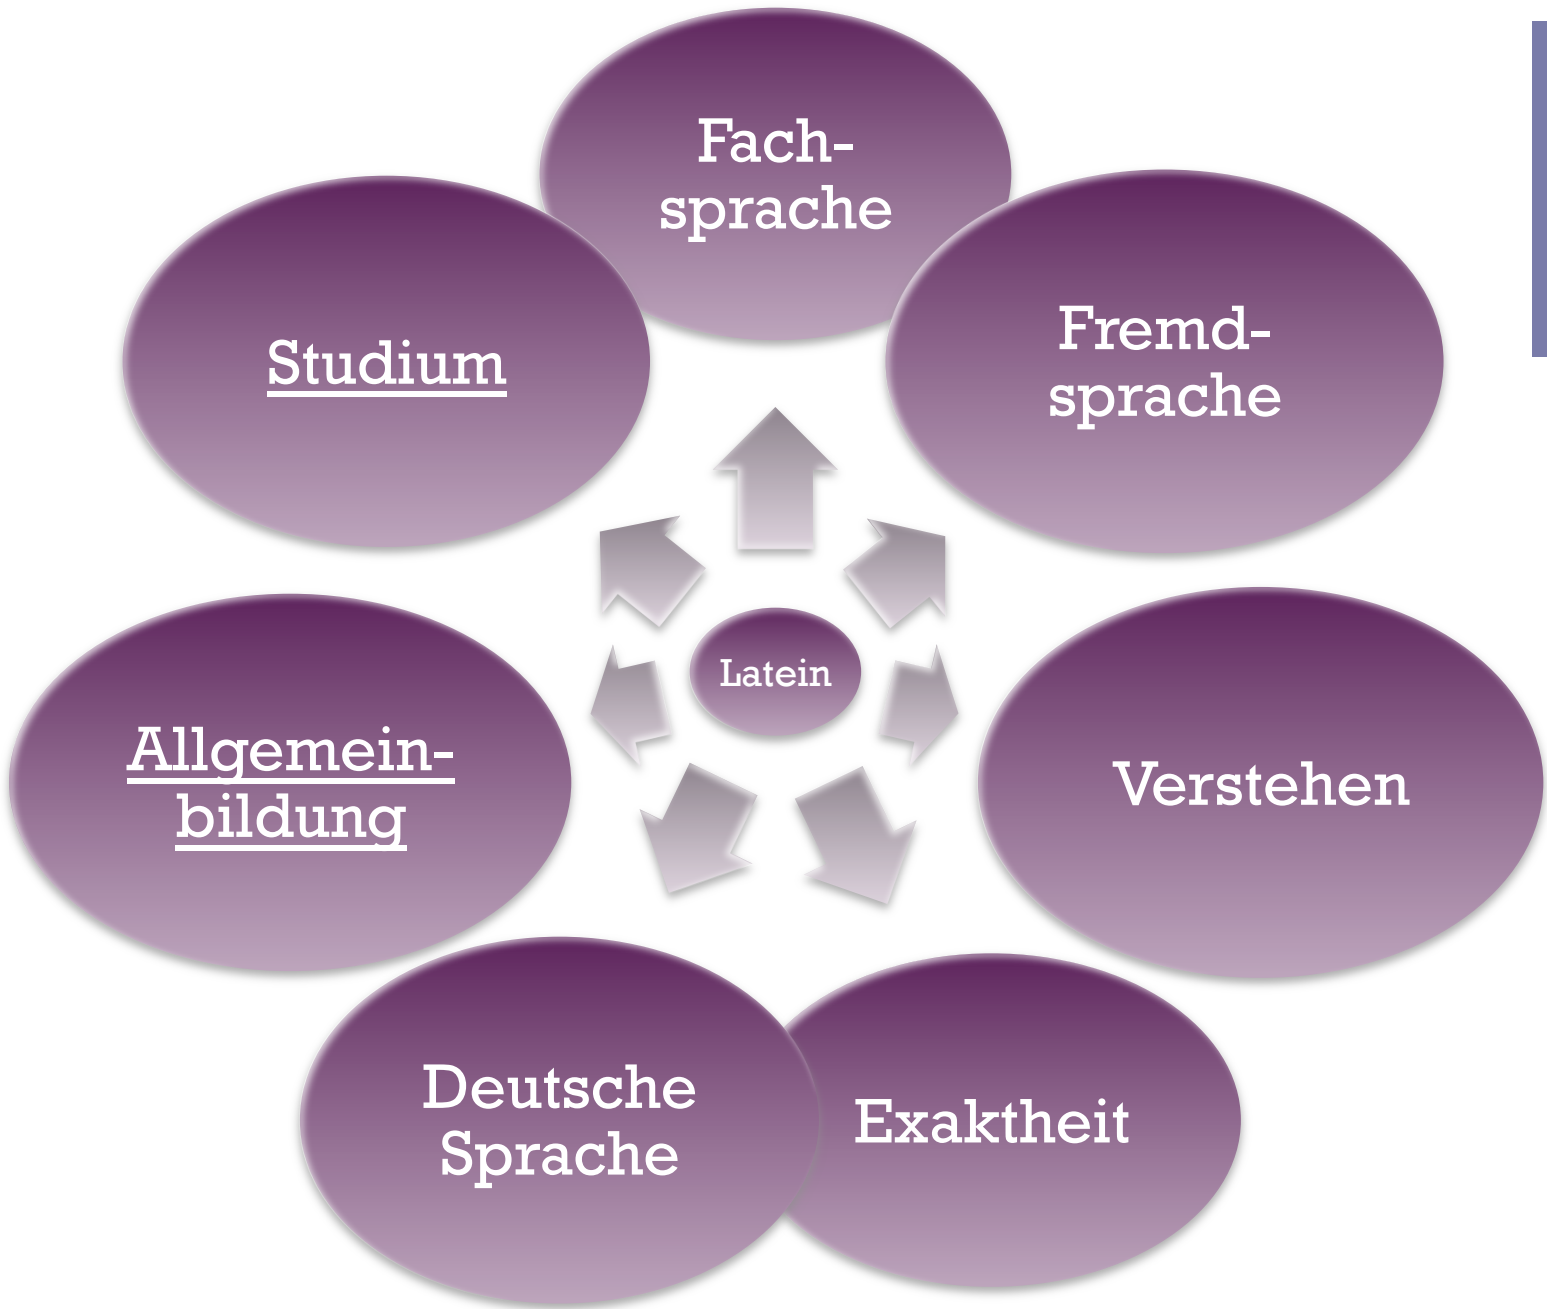 Fach-
sprache
Studium
Fremd-
sprache
Latein
Allgemein-
bildung
Verstehen
Deutsche
Sprache
Exaktheit